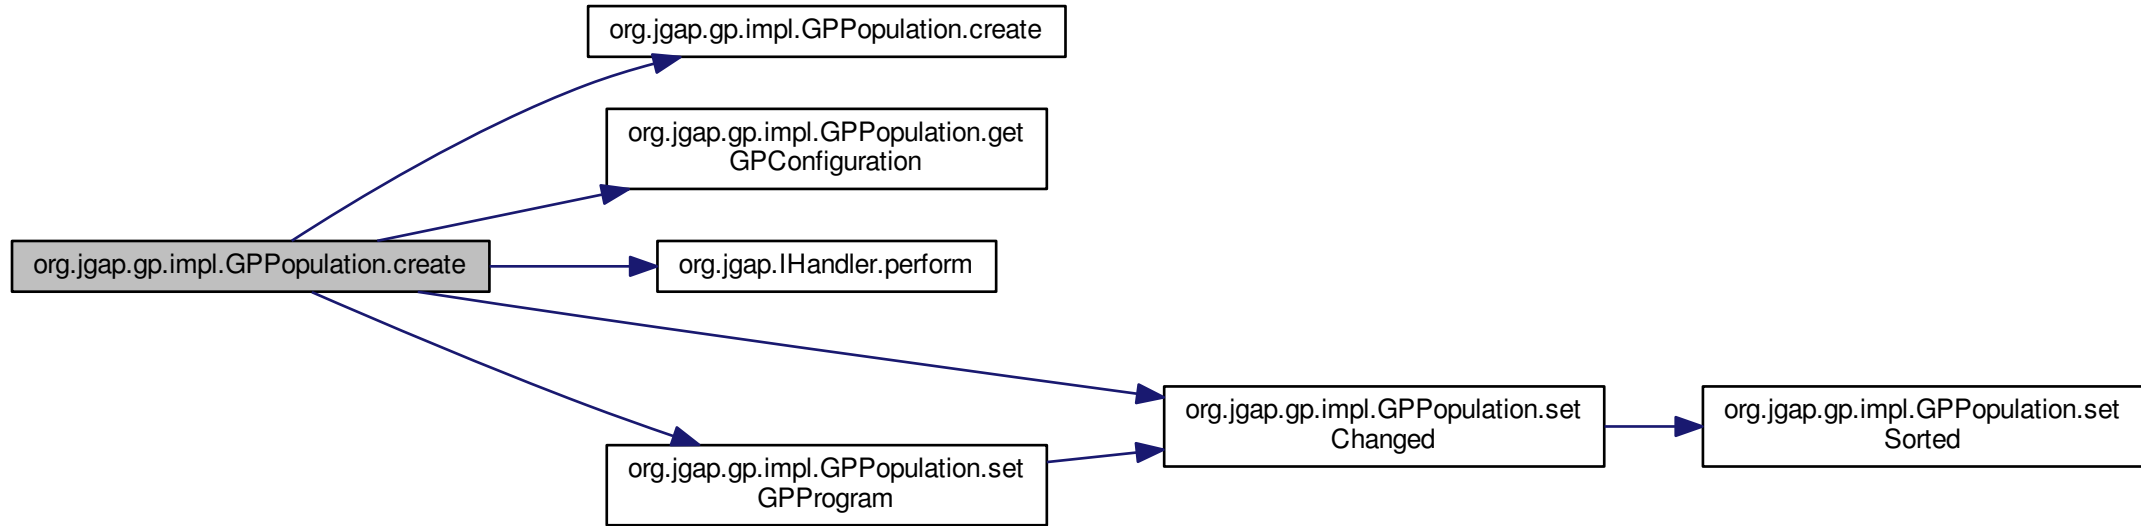 org.jgap.gp.impl.GPPopulation.create
org.jgap.gp.impl.GPPopulation.get
GPConfiguration
org.jgap.gp.impl.GPPopulation.create
org.jgap.IHandler.perform
org.jgap.gp.impl.GPPopulation.set
Changed
org.jgap.gp.impl.GPPopulation.set
Sorted
org.jgap.gp.impl.GPPopulation.set
GPProgram